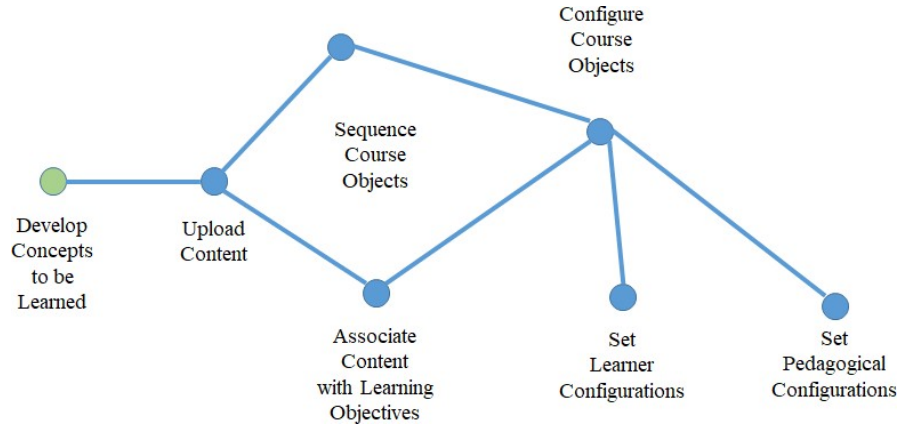 Configure
Course
Objects
Sequence
Course
Objects
Develop
Concepts
to be
Learned
Upload
Content
Associate
Content
with Learning
Objectives
Set
Learner
Configurations
Set
Pedagogical
Configurations